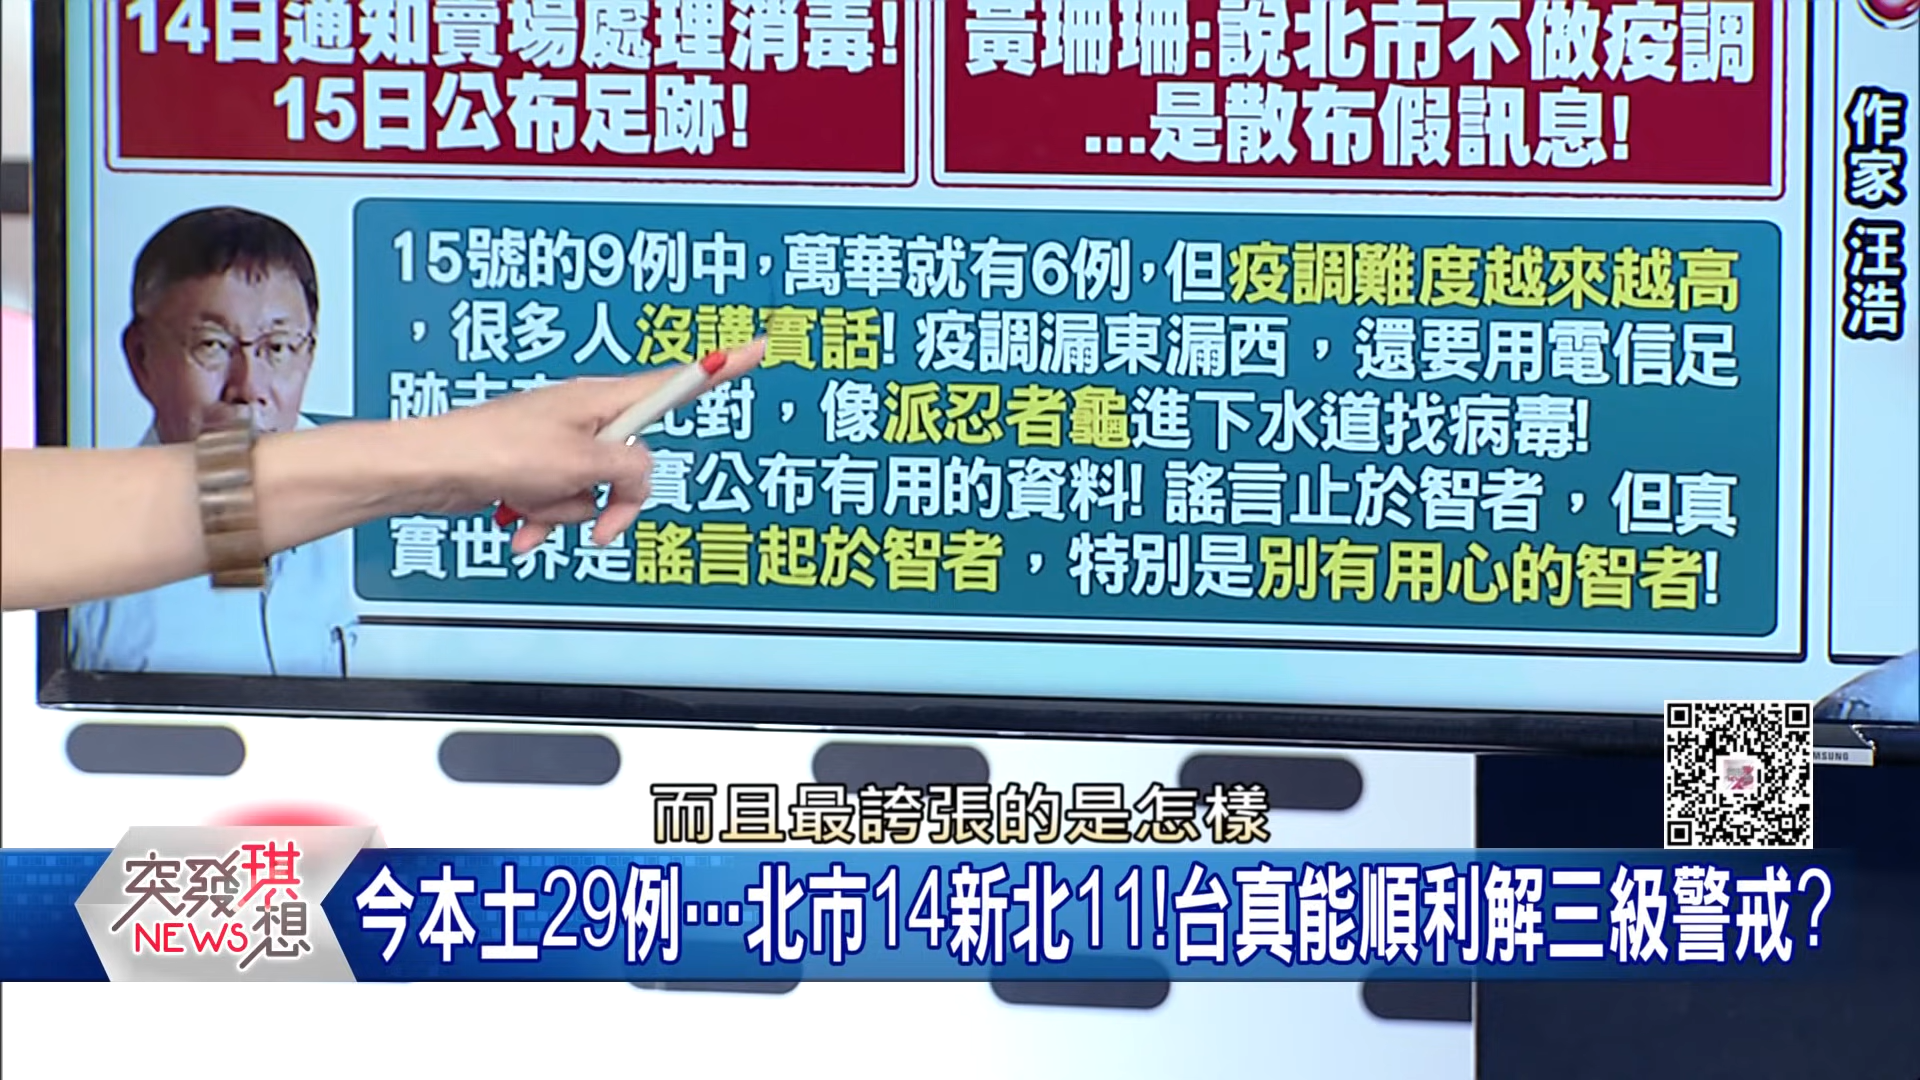 14日通知賣場處理消毒!
15日公布足跡!
黃珊珊:說北市不做疫調
...是散布假訊息!
作家 汪浩
15號的9例中,萬華就有6例,但疫調難度越來越高
,很多人沒講實話!疫調漏東漏西,還要用電信足
跡去 比對,像派忍者龜進下水道找病毒!
實公布有用的資料!謠言止於智者,但真
實世界是謠言起於智者,特別是別有用心的智者!
而且最誇張的是怎樣
突發琪想
NEWS
今本土29例…北市14新北11!台真能順利解三級警戒?